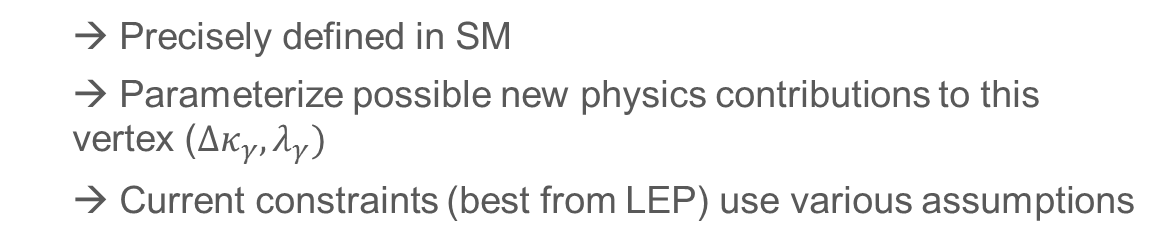 → Precisely defined in SM
→ Parameterize possible new physics contributions to this
vertex (Δκ_γ, λ_γ)
→ Current constraints (best from LEP) use various assumptions